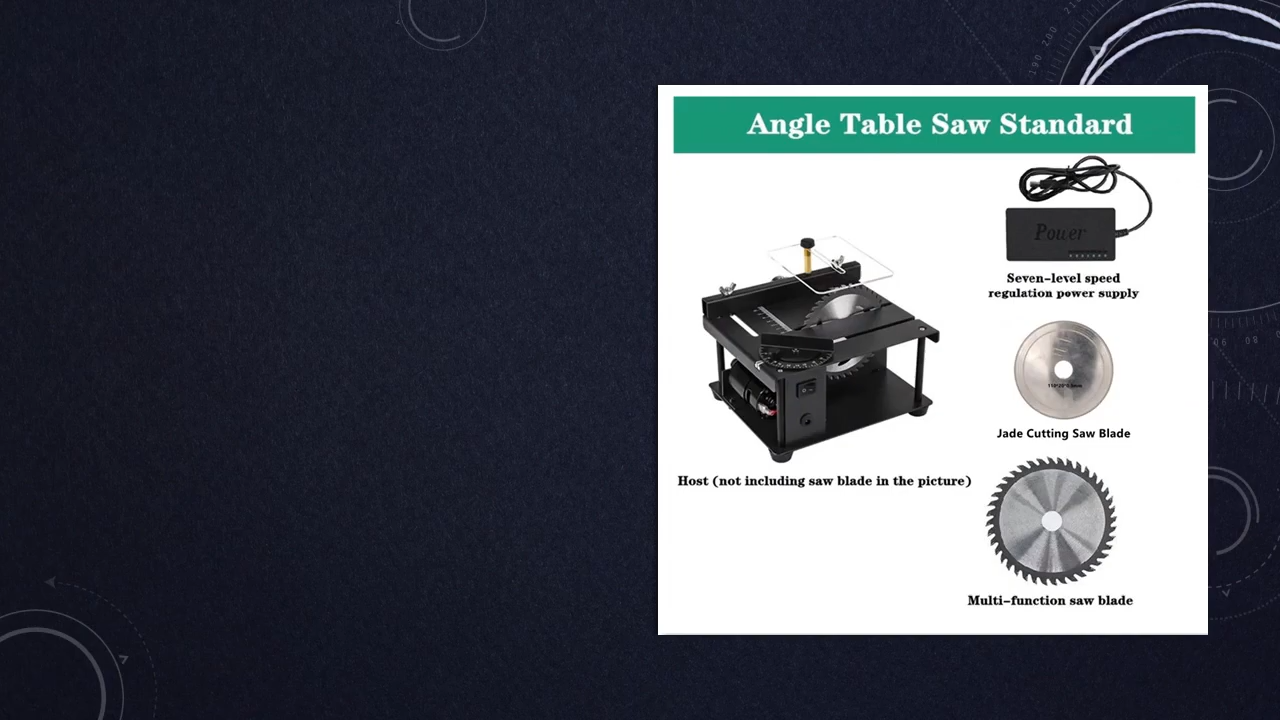 Angle Table Saw Standard
Power
Seven-level speed
regulation power supply
Jade Cutting Saw Blade
Host (not including saw blade in the picture)
Multi-function saw blade